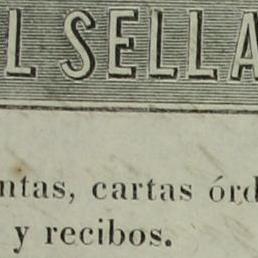 L SELLA
ntas, cartas órd
y recibos.